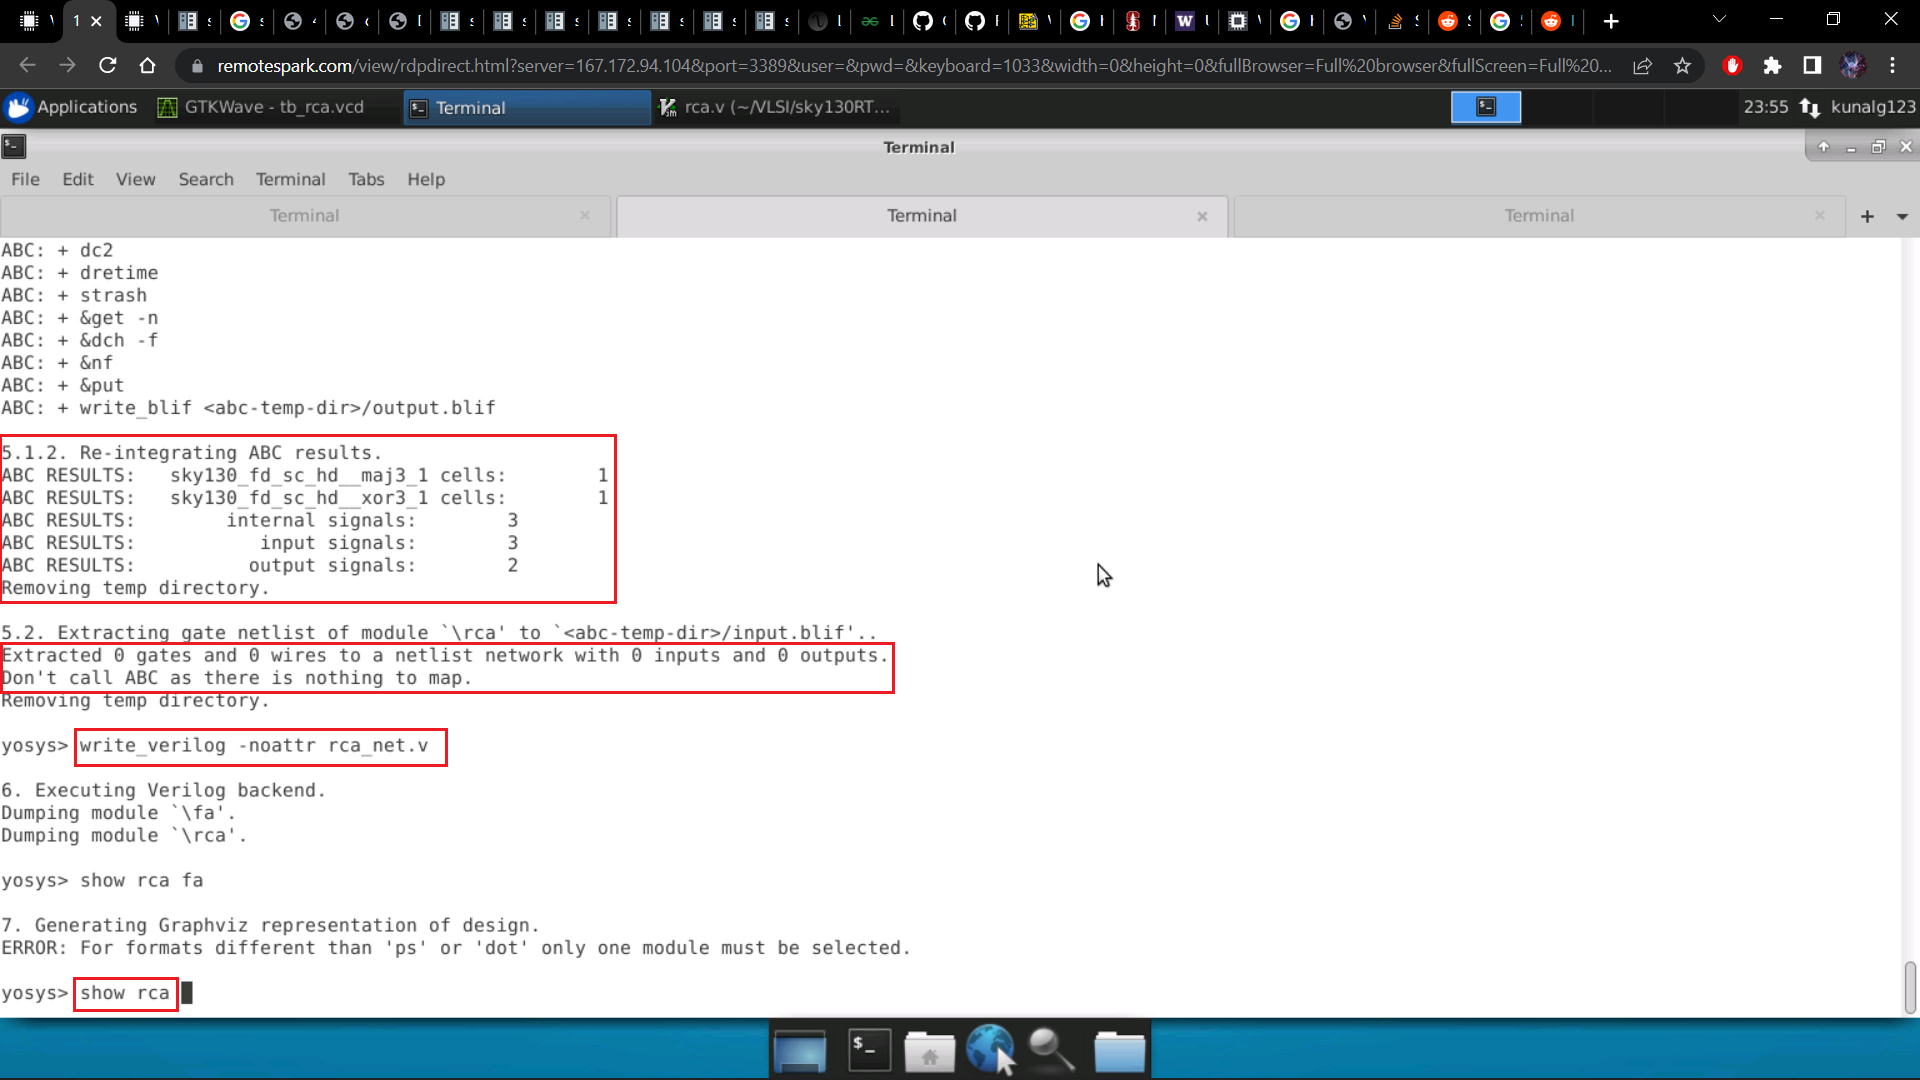 1
remotespark.com/view/rdpdirect.html?server=167.172.94.104&port=3389&user=&pwd=&keyboard=1033&width=0&height=0&fullBrowser=Full%20browser&fullScreen=Full%20...
Applications GTKWave - tb_rca.vcd Terminal rca.v (~/VLSI/sky130RT... 23:55 kunalg123
Terminal
File Edit View Search Terminal Tabs Help
Terminal Terminal Terminal
ABC: + dc2
ABC: + dretime
ABC: + strash
ABC: + &get -n
ABC: + &dch -f
ABC: + &nf
ABC: + &put
ABC: + write_blif <abc-temp-dir>/output.blif
5.1.2. Re-integrating ABC results.
ABC RESULTS:   sky130_fd_sc_hd__maj3_1 cells:        1
ABC RESULTS:   sky130_fd_sc_hd__xor3_1 cells:        1
ABC RESULTS:        internal signals:        3
ABC RESULTS:           input signals:        3
ABC RESULTS:          output signals:        2
Removing temp directory.
5.2. Extracting gate netlist of module `\rca' to `<abc-temp-dir>/input.blif'..
Extracted 0 gates and 0 wires to a netlist network with 0 inputs and 0 outputs.
Don't call ABC as there is nothing to map.
Removing temp directory.
yosys> write_verilog -noattr rca_net.v
6. Executing Verilog backend.
Dumping module `\fa'.
Dumping module `\rca'.
yosys> show rca fa
7. Generating Graphviz representation of design.
ERROR: For formats different than 'ps' or 'dot' only one module must be selected.
yosys> show rca